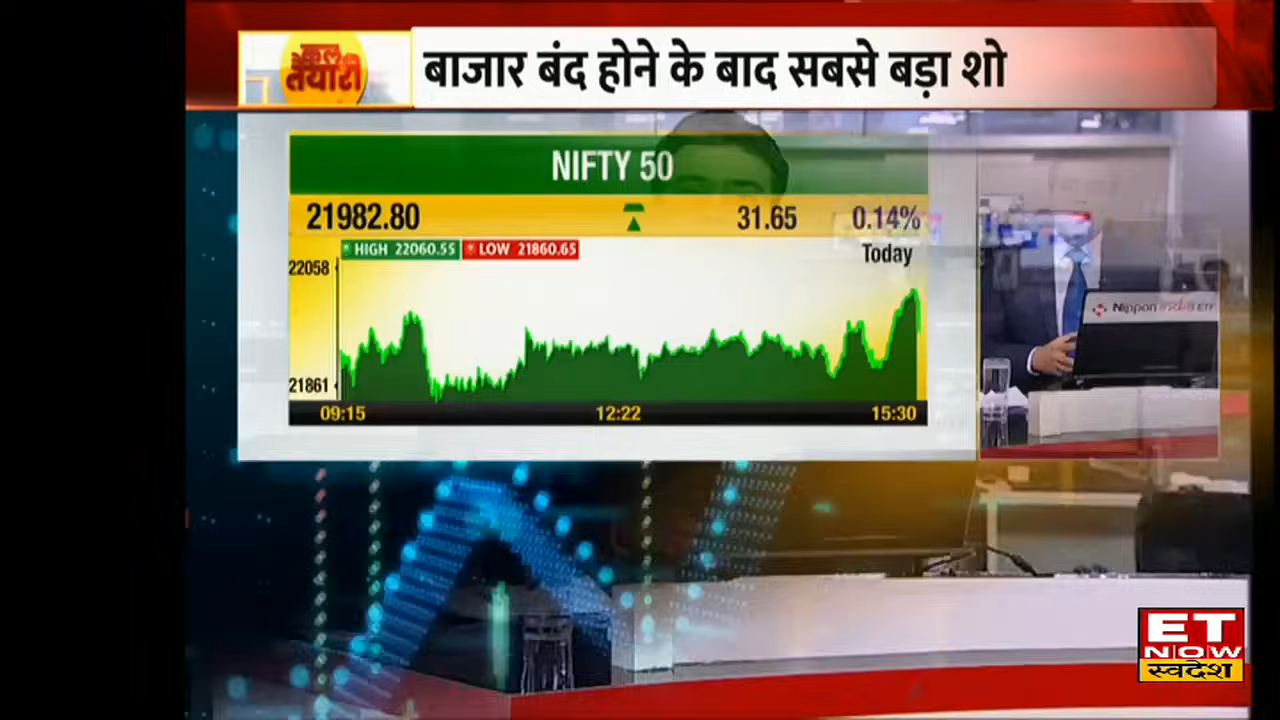 कल की
तैयारी
बाजार बंद होने के बाद सबसे बड़ा शो
NIFTY 50
21982.80 31.65 0.14%
HIGH 22060.55 LOW 21860.65
Today
22058
21861
09:15 12:22 15:30
Nippon India ETF
ET
NOW
स्वदेश